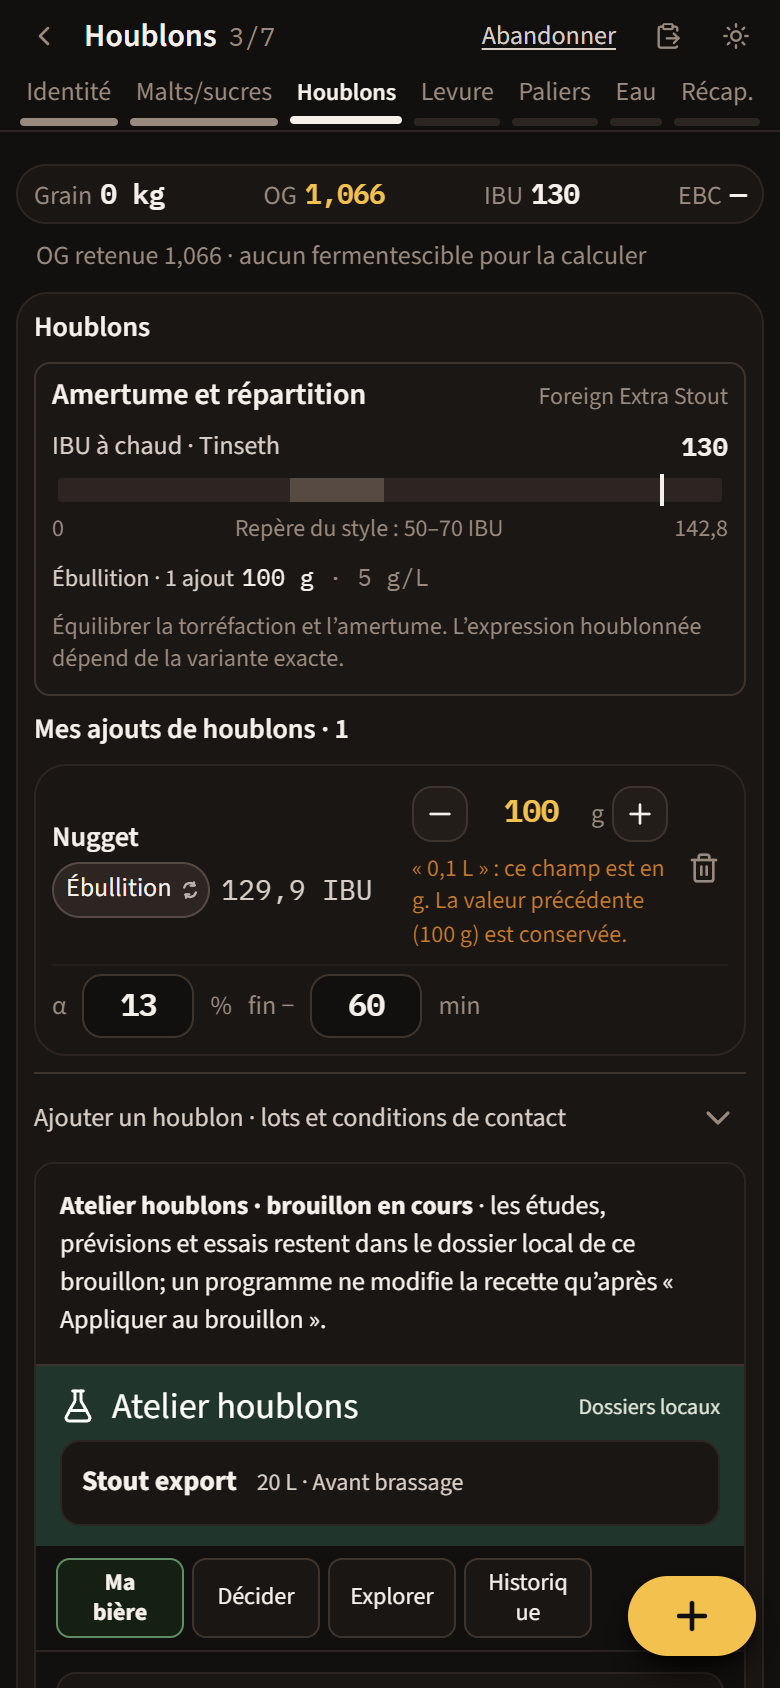 Houblons 3/7 Abandonner
Identité Malts/sucres Houblons Levure Paliers Eau Récap.
Grain 0 kg OG 1,066 IBU 130 EBC –
OG retenue 1,066 · aucun fermentescible pour la calculer
Houblons
Amertume et répartition Foreign Extra Stout
IBU à chaud · Tinseth 130
0 Repère du style : 50–70 IBU 142,8
Ébullition · 1 ajout 100 g · 5 g/L
Équilibrer la torréfaction et l’amertume. L’expression houblonnée
dépend de la variante exacte.
Mes ajouts de houblons · 1
Nugget
Ébullition 129,9 IBU
− 100 g +
« 0,1 L » : ce champ est en
g. La valeur précédente
(100 g) est conservée.
α 13 % fin − 60 min
Ajouter un houblon · lots et conditions de contact
Atelier houblons · brouillon en cours · les études,
prévisions et essais restent dans le dossier local de ce
brouillon; un programme ne modifie la recette qu’après «
Appliquer au brouillon ».
Atelier houblons Dossiers locaux
Stout export 20 L · Avant brassage
Ma
bière
Décider
Explorer
Historiq
ue
+